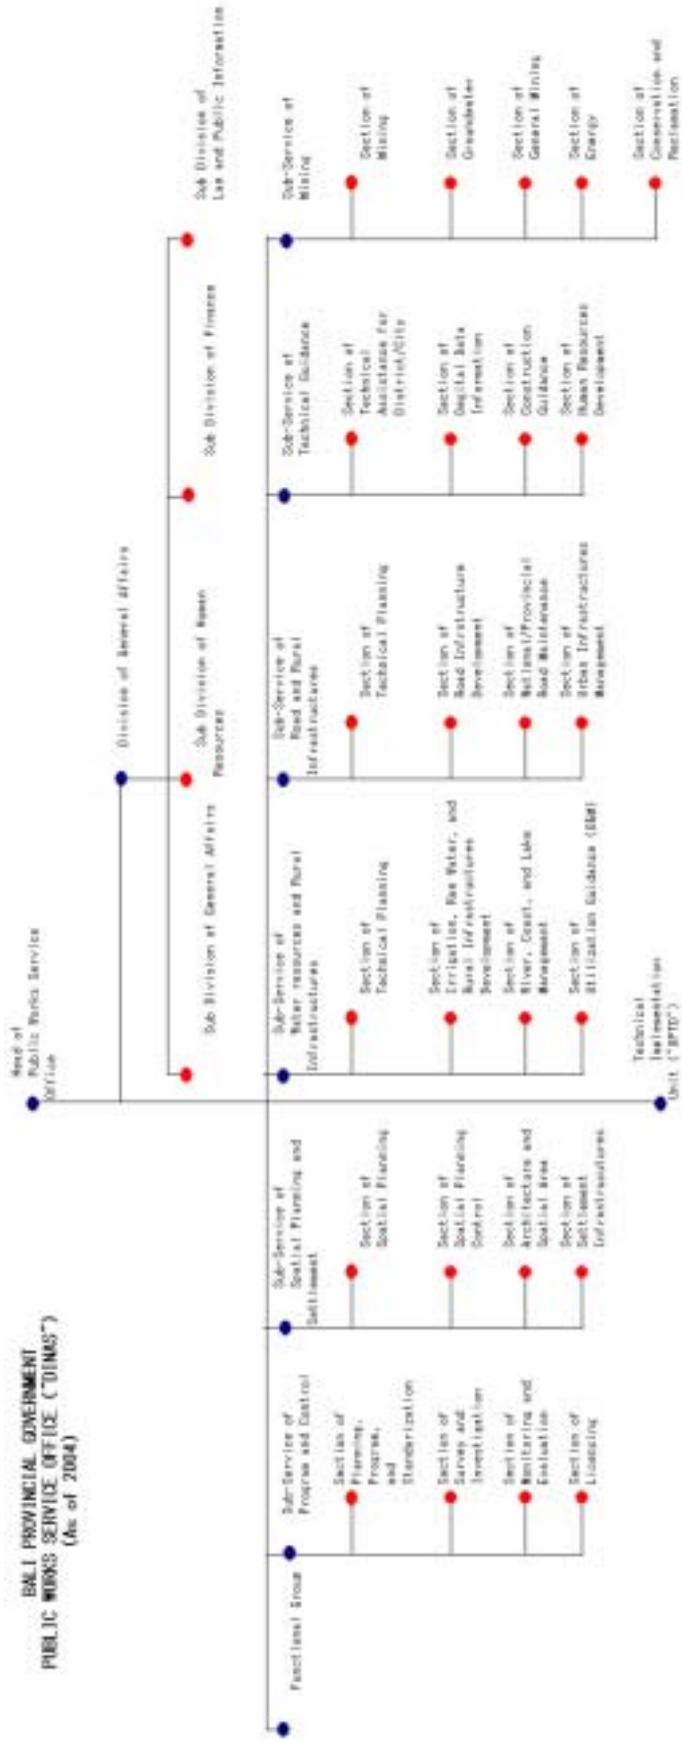 BALI PROVINCIAL GOVERNMENT
PUBLIC WORKS SERVICE OFFICE ("DINAS")
(As of 2004)
Head of
Public Works Service
Office
Division of General Affairs
Sub Division of General Affairs
Sub Division of Human
Resources
Sub Division of Finance
Sub Division of
Law and Public Information
Functional Group
Sub-Service of
Program and Control
Section of
Planning,
Program,
and
Standarization
Section of
Survey and
Investigation
Section of
Monitoring and
Evaluation
Section of
Licensing
Sub-Service of
Spatial Planning and
Settlement
Section of
Spatial Planning
Section of
Spatial Planning
Control
Section of
Architecture and
Spatial Area
Section of
Settlement
Infrastructures
Sub-Service of
Water resources and Rural
Infrastructures
Section of
Technical Planning
Section of
Irrigation, Raw Water, and
Rural Infrastructures
Development
Section of
River, Coast, and Lake
Management
Section of
Utilization Guidance (O&M)
Sub-Service of
Road and Rural
Infrastructures
Section of
Technical Planning
Section of
Road Infrastructure
Development
Section of
National/Provincial
Road Maintenance
Section of
Urban Infrastructures
Management
Sub-Service of
Technical Guidance
Section of
Technical
Assistance for
District/City
Section of
Degital Data
Information
Section of
Construction
Guidance
Section of
Human Resources
Development
Sub-Service of
Mining
Section of
Mining
Section of
Groundwater
Section of
General Mining
Section of
Energy
Section of
Conservation and
Reclamation
Technical
Implementation
Unit ("UPTD")